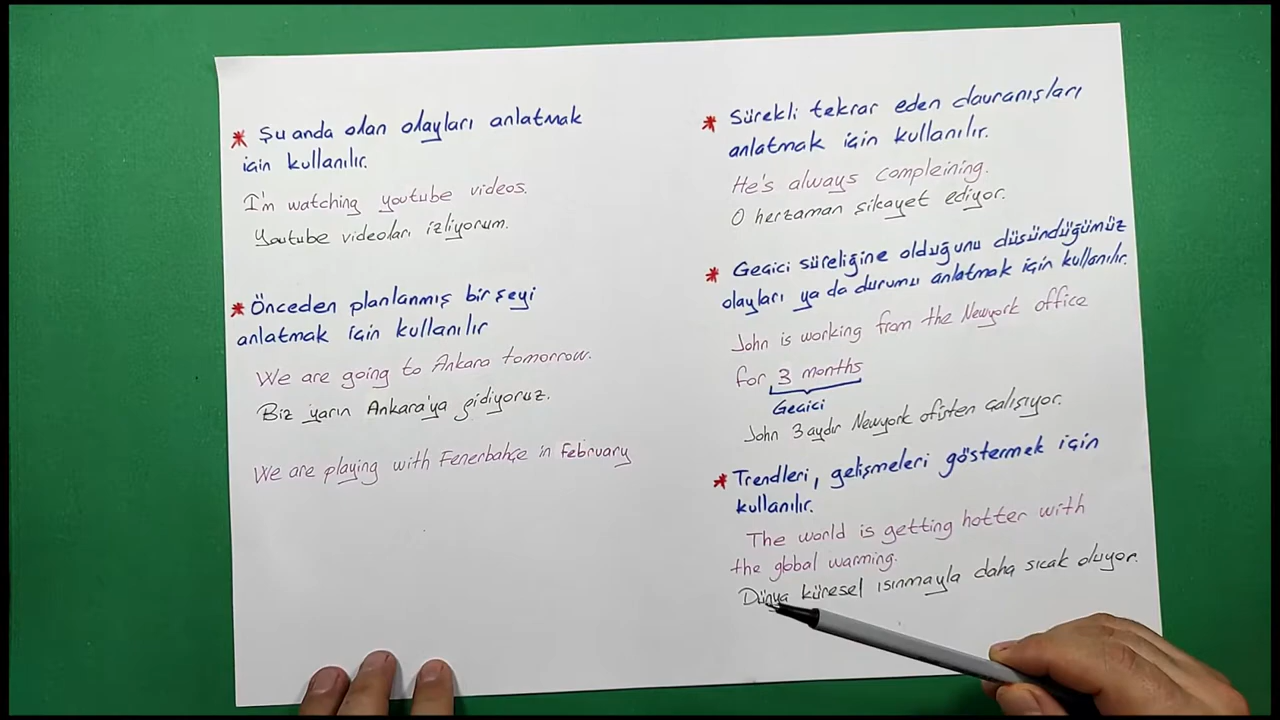 * Şu anda olan olayları anlatmak
için kullanılır.
I'm watching youtube videos.
Youtube videoları izliyorum.
* Önceden planlanmış bir şeyi
anlatmak için kullanılır
We are going to Ankara tomorrow.
Biz yarın Ankara'ya gidiyoruz.
We are playing with Fenerbahçe in february
* Sürekli tekrar eden davranışları
anlatmak için kullanılır.
He's always compleining.
O herzaman şikayet ediyor.
* Geçici süreliğine olduğunu düsündüğümüz
olayları ya da durumu anlatmak için kullanılır.
John is working from the Newyork office
for 3 months
Geçici
John 3 aydır Newyork ofisten çalışıyor.
* Trendleri, gelişmeleri göstermek için
kullanılır.
The world is getting hotter with
the global warming.
Dünya küresel ısınmayla daha sıcak oluyor.